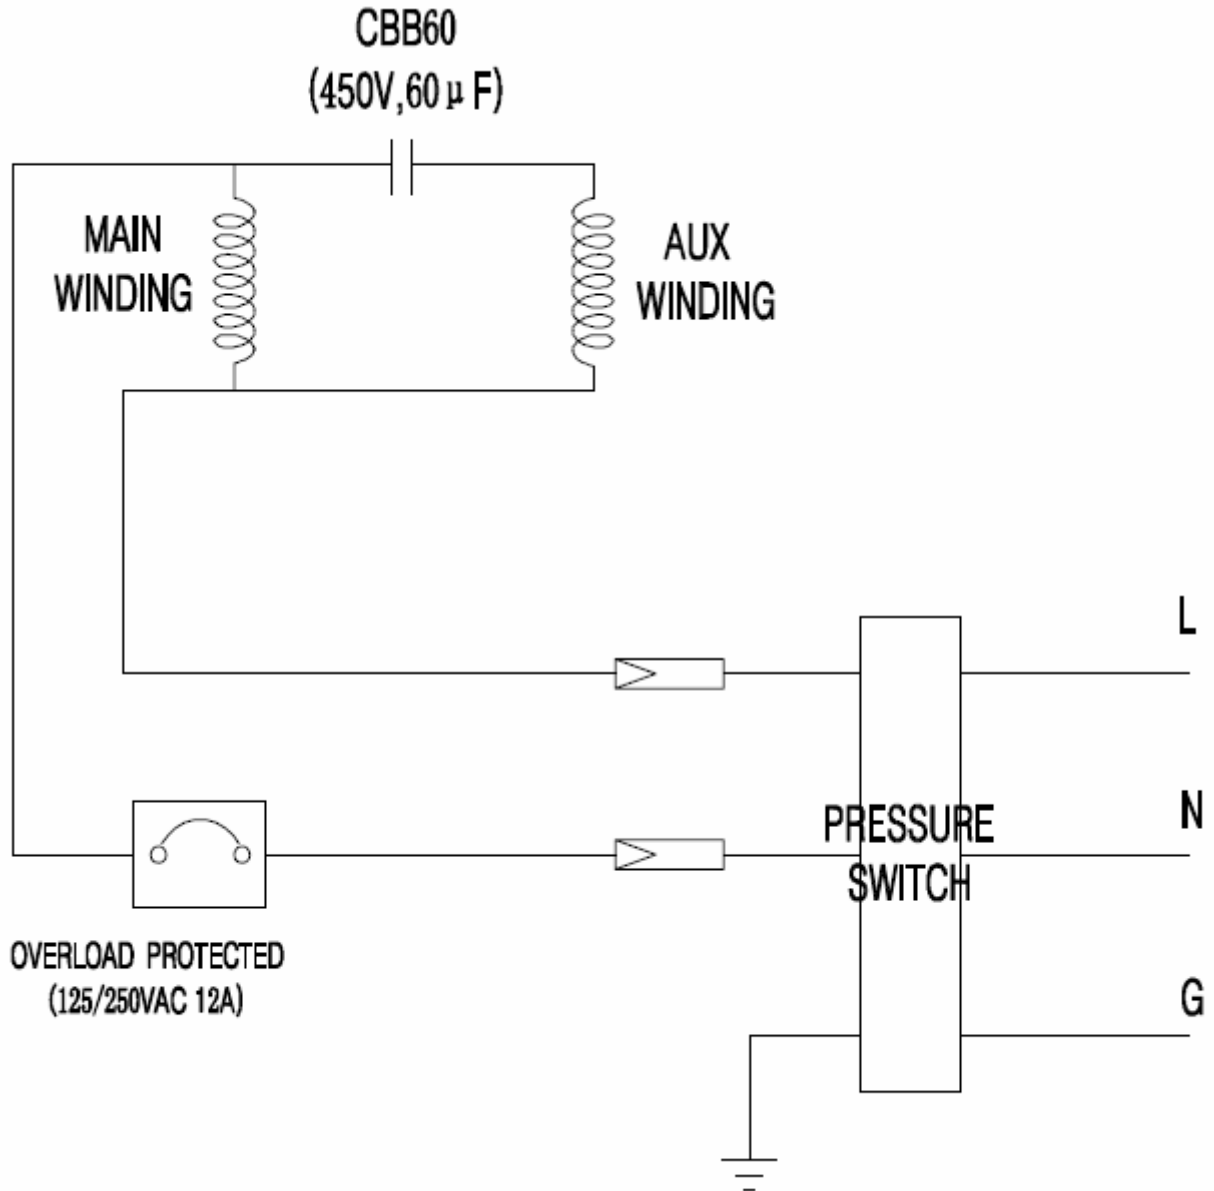 CBB60
(450V,60μF)
MAIN
WINDING
AUX
WINDING
L
N
PRESSURE
SWITCH
OVERLOAD PROTECTED
(125/250VAC 12A)
G